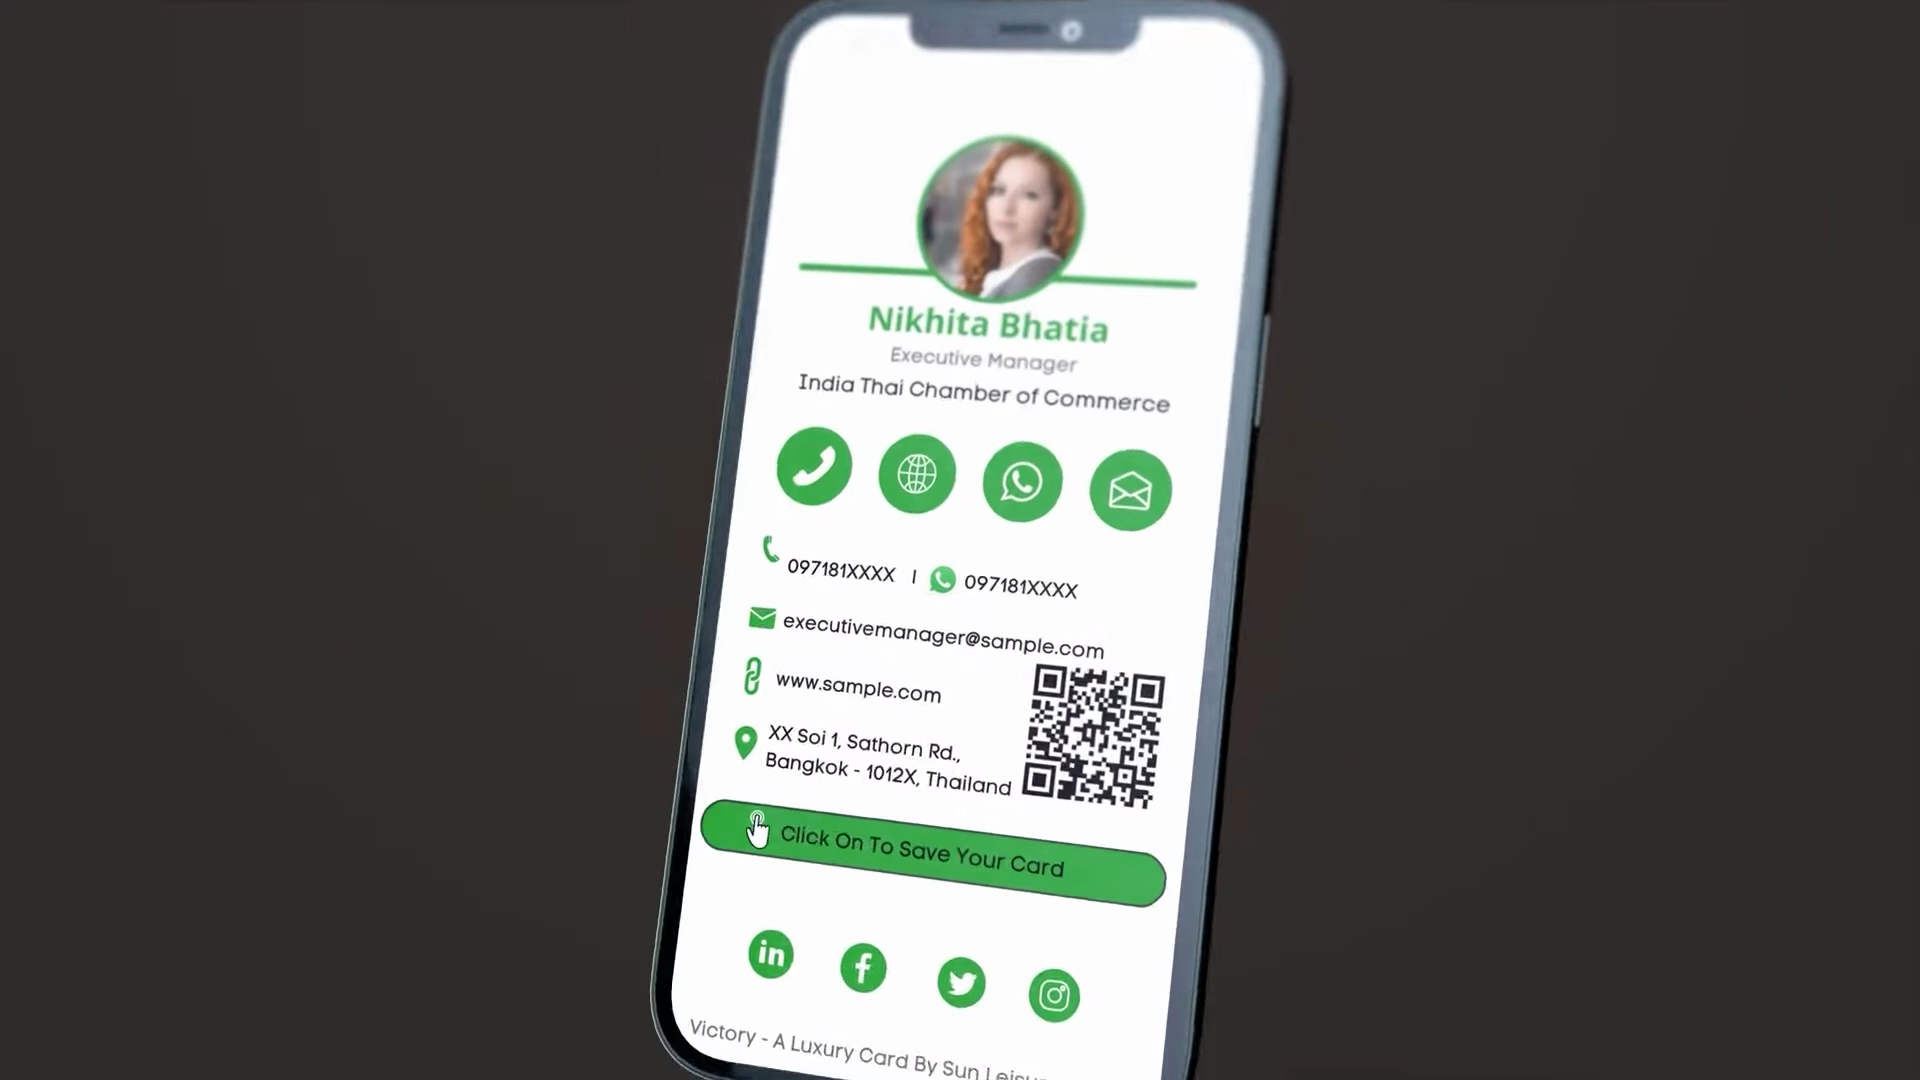 Nikhita Bhatia
Executive Manager
India Thai Chamber of Commerce
097181XXXX | 097181XXXX
executivemanager@sample.com
www.sample.com
XX Soi 1, Sathorn Rd.,
Bangkok - 1012X, Thailand
Click On To Save Your Card
in f
Victory - A Luxury Card By Sun